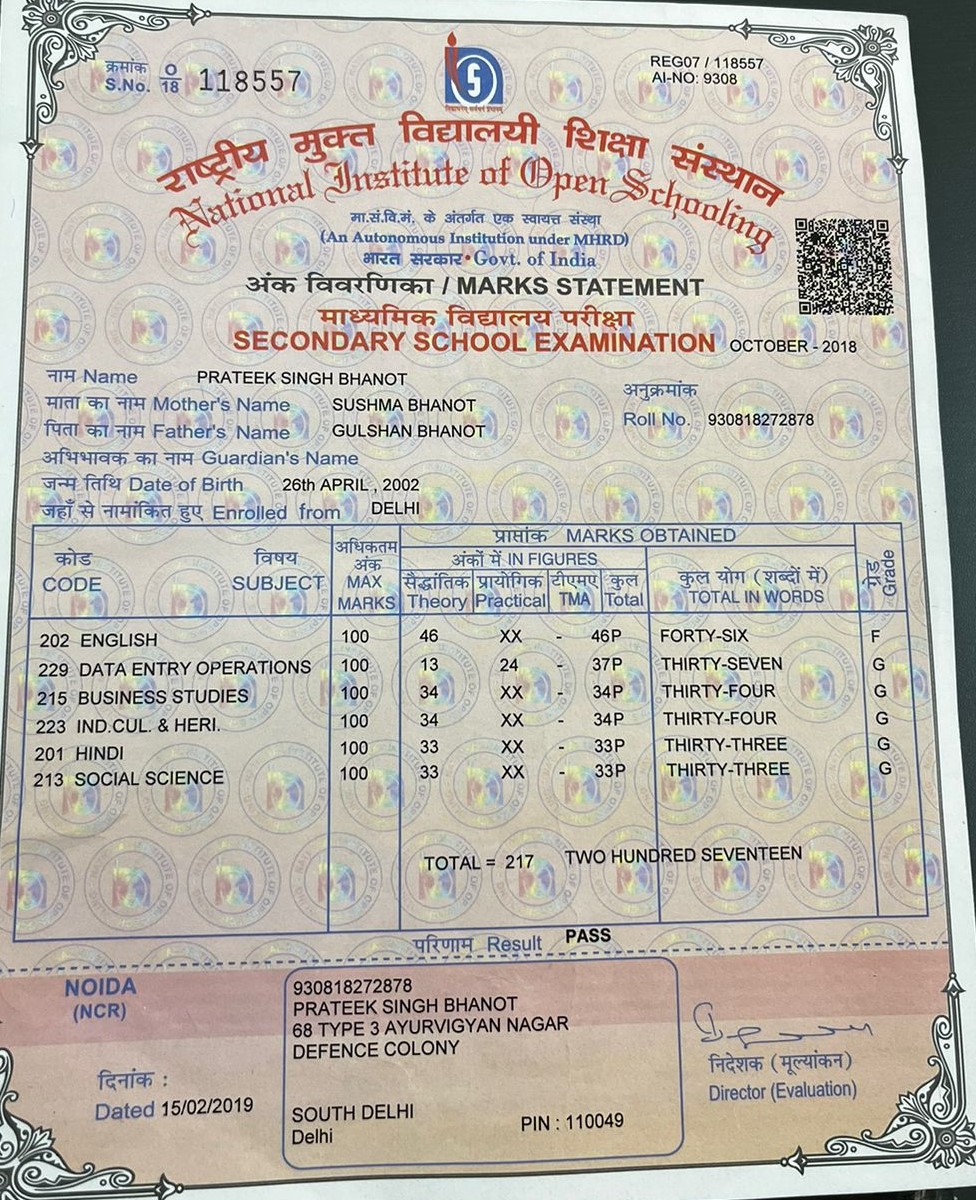 क्रमांक
S.No. O/18 118557
REG07 / 118557
AI-NO: 9308
राष्ट्रीय मुक्त विद्यालयी शिक्षा संस्थान
National Institute of Open Schooling
मा.सं.वि.मं. के अंतर्गत एक स्वायत्त संस्था
(An Autonomous Institution under MHRD)
भारत सरकार•Govt. of India
अंक विवरणिका / MARKS STATEMENT
माध्यमिक विद्यालय परीक्षा
SECONDARY SCHOOL EXAMINATION OCTOBER - 2018
नाम Name PRATEEK SINGH BHANOT
माता का नाम Mother's Name SUSHMA BHANOT
पिता का नाम Father's Name GULSHAN BHANOT
अनुक्रमांक
Roll No. 930818272878
अभिभावक का नाम Guardian's Name
जन्म तिथि Date of Birth 26th APRIL , 2002
जहाँ से नामांकित हुए Enrolled from DELHI
कोड विषय अधिकतम अंक प्राप्तांक MARKS OBTAINED ग्रेड
CODE SUBJECT MAX MARKS अंकों में IN FIGURES कुल योग (शब्दों में) Grade
सैद्धांतिक प्रायोगिक टीएमए कुल TOTAL IN WORDS
Theory Practical TMA Total
202 ENGLISH 100 46 XX - 46P FORTY-SIX F
229 DATA ENTRY OPERATIONS 100 13 24 - 37P THIRTY-SEVEN G
215 BUSINESS STUDIES 100 34 XX - 34P THIRTY-FOUR G
223 IND.CUL. & HERI. 100 34 XX - 34P THIRTY-FOUR G
201 HINDI 100 33 XX - 33P THIRTY-THREE G
213 SOCIAL SCIENCE 100 33 XX - 33P THIRTY-THREE G
TOTAL = 217 TWO HUNDRED SEVENTEEN
परिणाम Result PASS
NOIDA
(NCR)
दिनांक :
Dated 15/02/2019
930818272878
PRATEEK SINGH BHANOT
68 TYPE 3 AYURVIGYAN NAGAR
DEFENCE COLONY
SOUTH DELHI
Delhi PIN : 110049
निदेशक (मूल्यांकन)
Director (Evaluation)